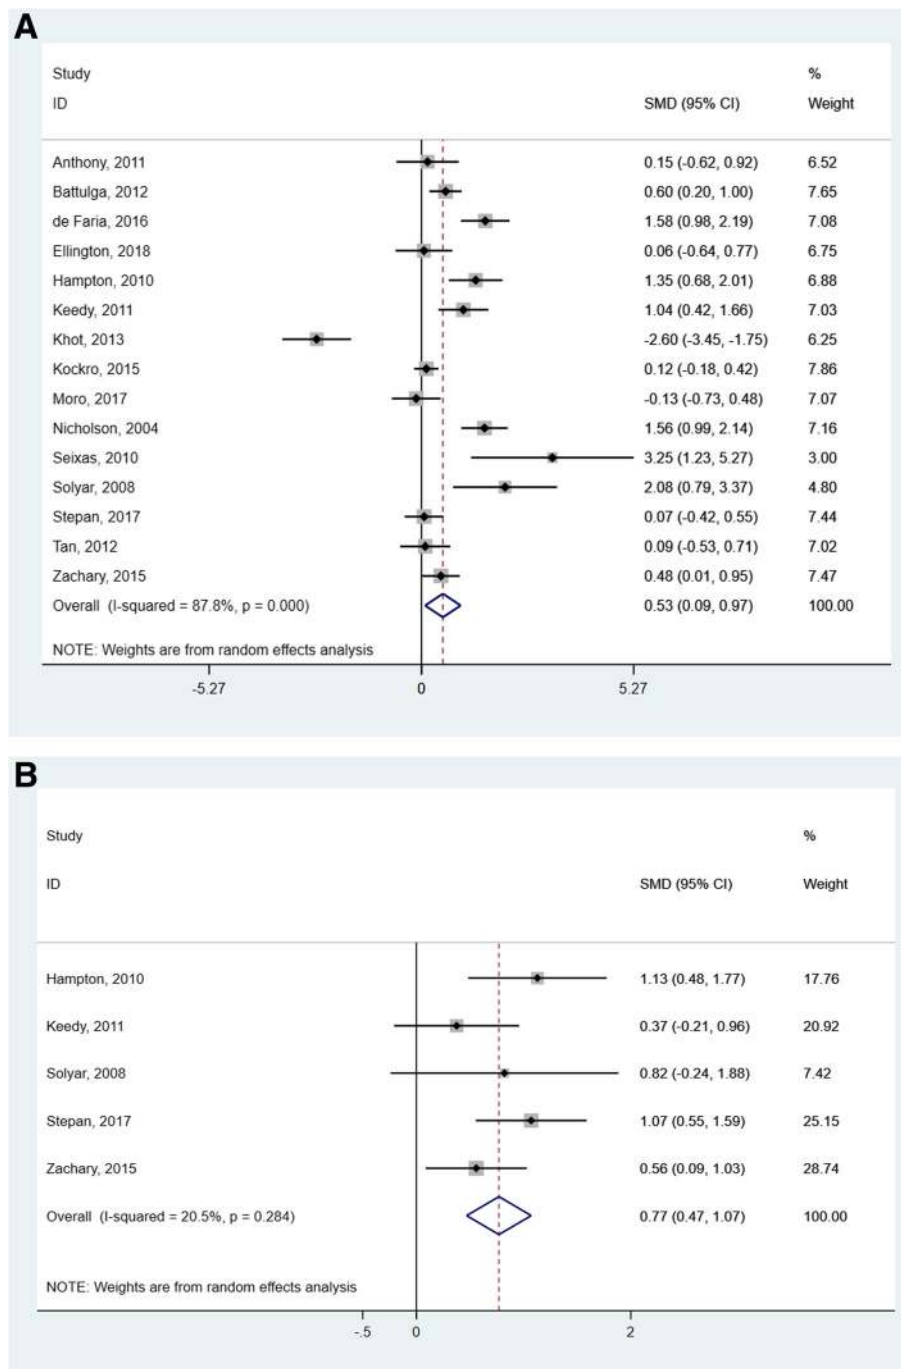 A
Study %
ID SMD (95% CI) Weight
Anthony, 2011 0.15 (-0.62, 0.92) 6.52
Battulga, 2012 0.60 (0.20, 1.00) 7.65
de Faria, 2016 1.58 (0.98, 2.19) 7.08
Ellington, 2018 0.06 (-0.64, 0.77) 6.75
Hampton, 2010 1.35 (0.68, 2.01) 6.88
Keedy, 2011 1.04 (0.42, 1.66) 7.03
Khot, 2013 -2.60 (-3.45, -1.75) 6.25
Kockro, 2015 0.12 (-0.18, 0.42) 7.86
Moro, 2017 -0.13 (-0.73, 0.48) 7.07
Nicholson, 2004 1.56 (0.99, 2.14) 7.16
Seixas, 2010 3.25 (1.23, 5.27) 3.00
Solyar, 2008 2.08 (0.79, 3.37) 4.80
Stepan, 2017 0.07 (-0.42, 0.55) 7.44
Tan, 2012 0.09 (-0.53, 0.71) 7.02
Zachary, 2015 0.48 (0.01, 0.95) 7.47
Overall (I-squared = 87.8%, p = 0.000) 0.53 (0.09, 0.97) 100.00
NOTE: Weights are from random effects analysis
-5.27 0 5.27
B
Study %
ID SMD (95% CI) Weight
Hampton, 2010 1.13 (0.48, 1.77) 17.76
Keedy, 2011 0.37 (-0.21, 0.96) 20.92
Solyar, 2008 0.82 (-0.24, 1.88) 7.42
Stepan, 2017 1.07 (0.55, 1.59) 25.15
Zachary, 2015 0.56 (0.09, 1.03) 28.74
Overall (I-squared = 20.5%, p = 0.284) 0.77 (0.47, 1.07) 100.00
NOTE: Weights are from random effects analysis
-.5 0 2